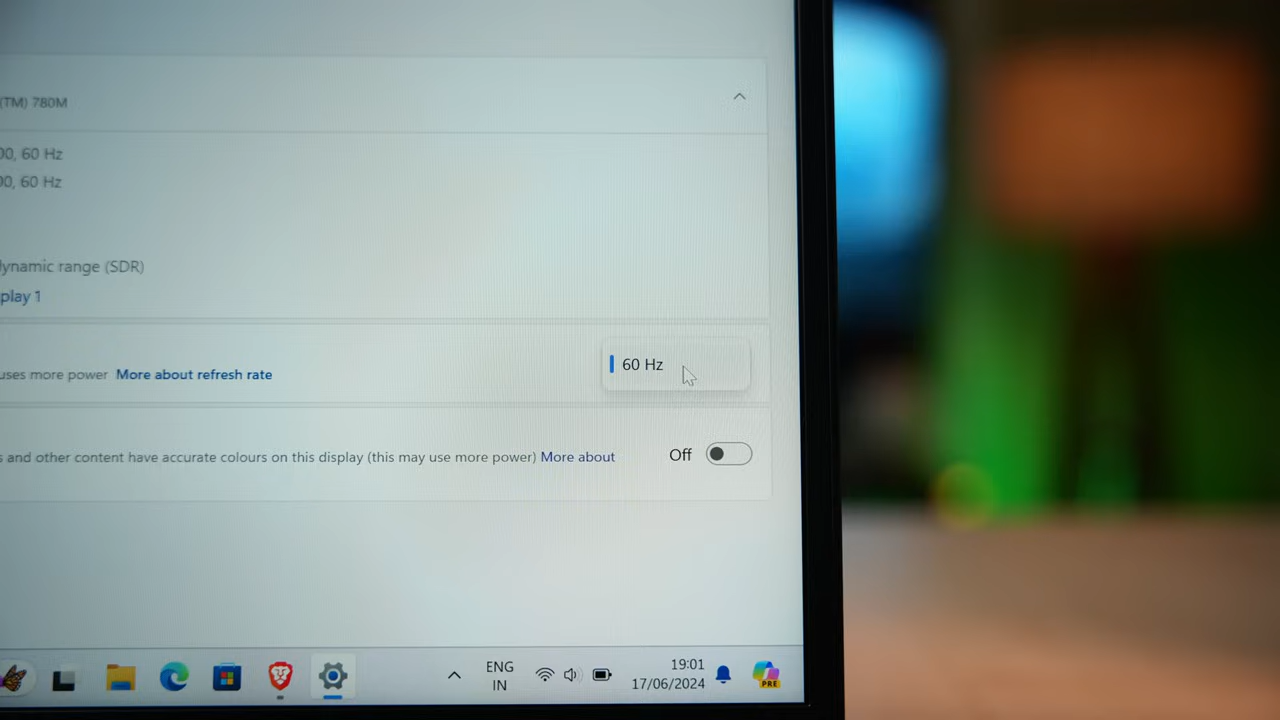 (TM) 780M
00, 60 Hz
00, 60 Hz
dynamic range (SDR)
play 1
60 Hz
uses more power More about refresh rate
s and other content have accurate colours on this display (this may use more power) More about
Off
ENG
IN
19:01
17/06/2024
PRE